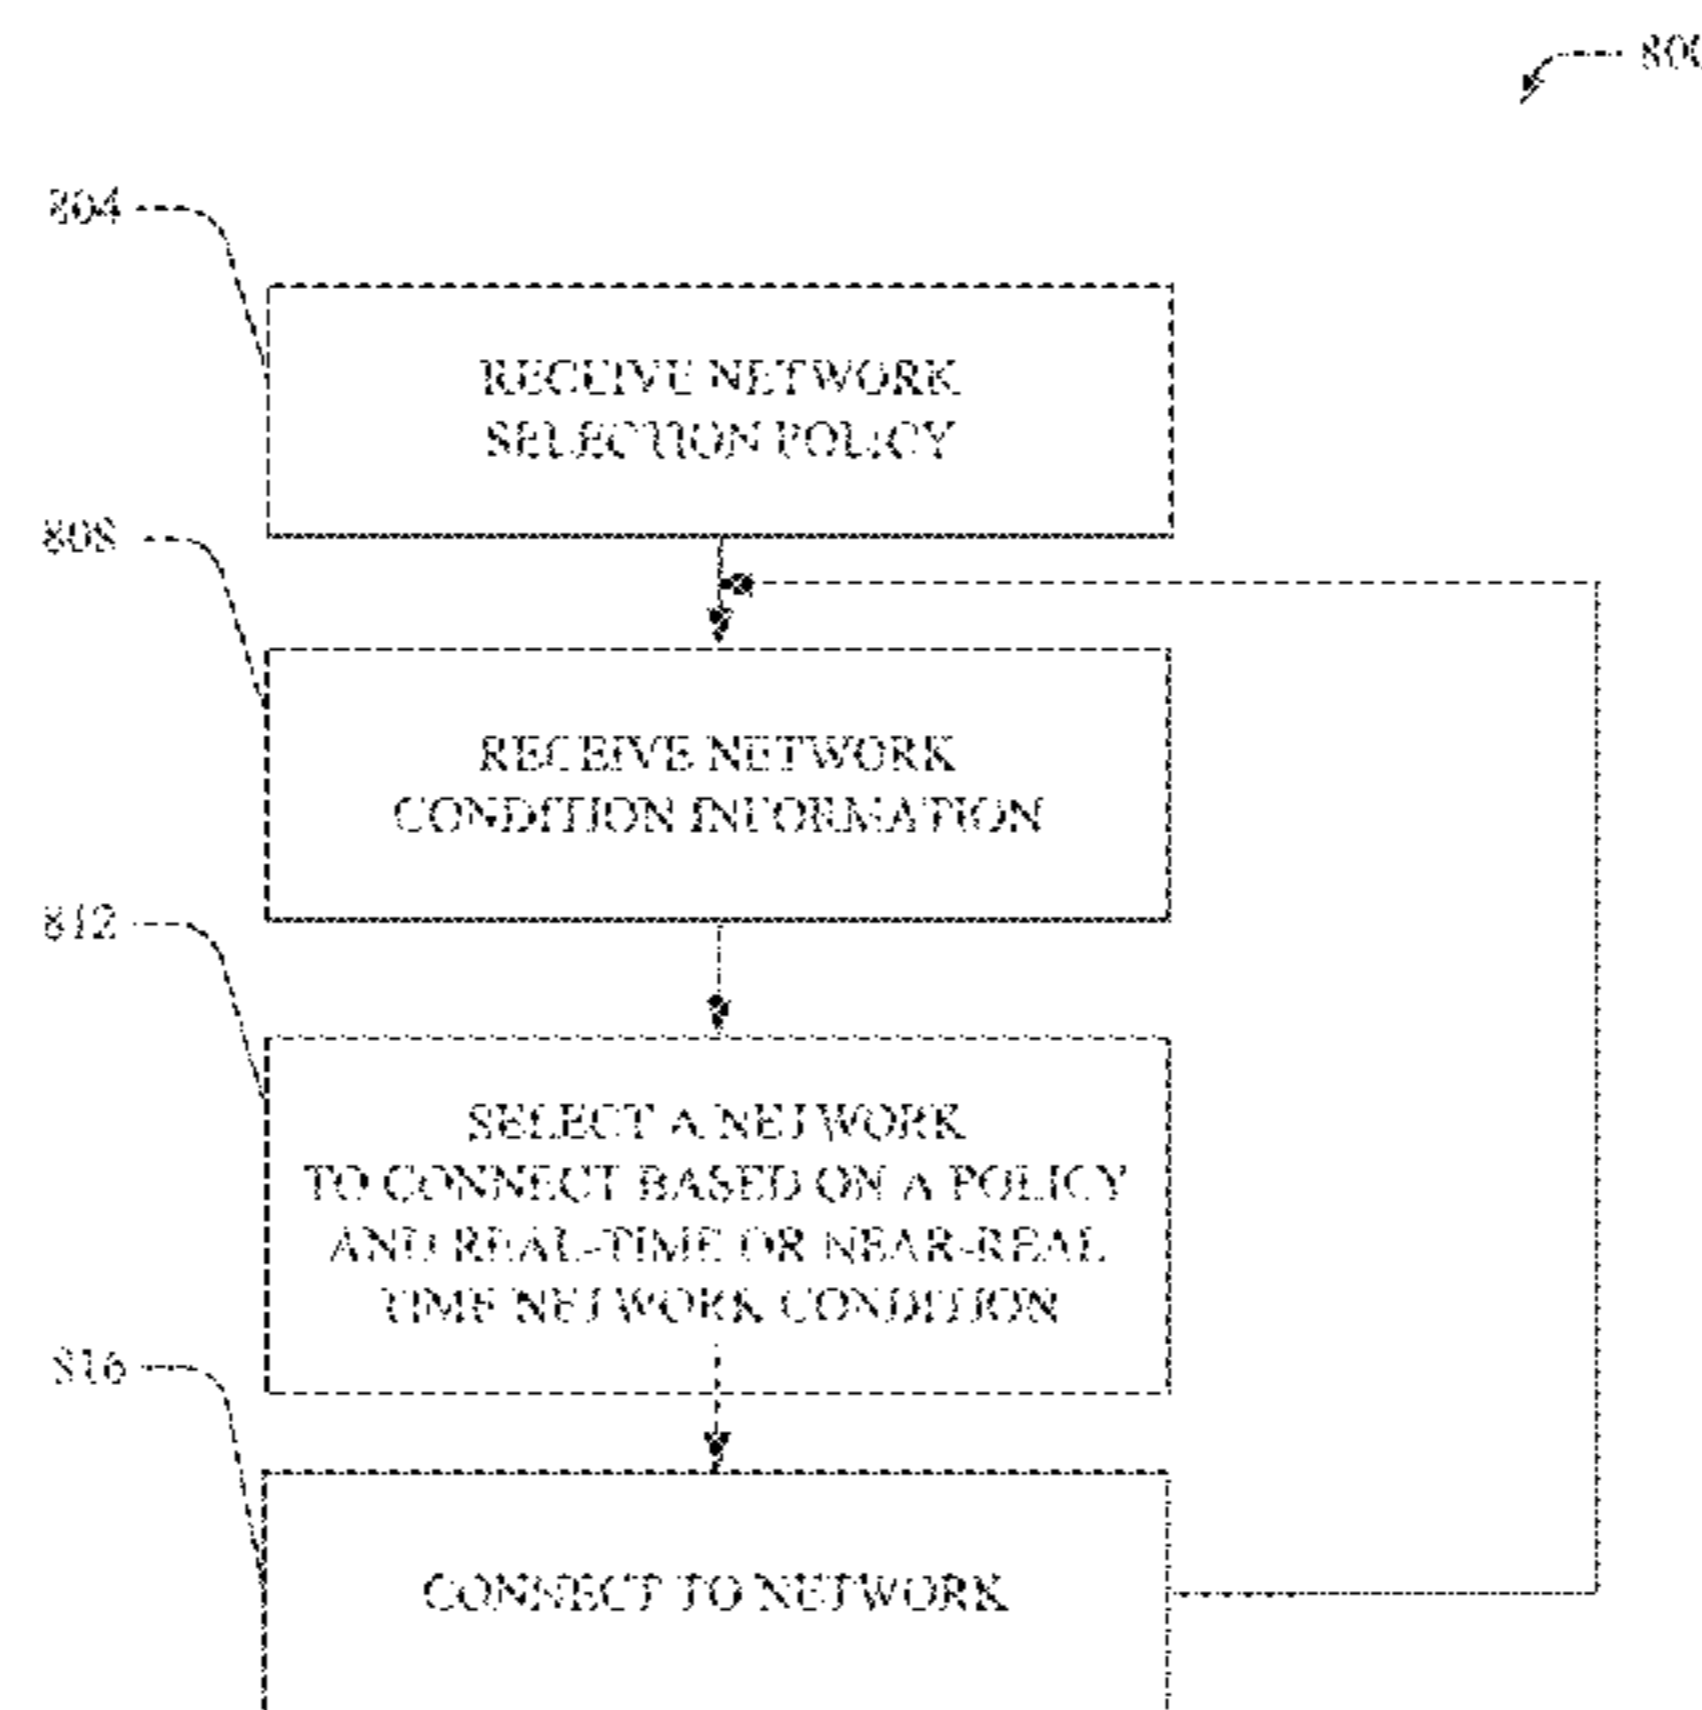 800
804
RECEIVE NETWORK
SELECTION POLICY
808
RECEIVE NETWORK
CONDITION INFORMATION
812
SELECT A NETWORK
TO CONNECT BASED ON A POLICY
AND REAL-TIME OR NEAR-REAL
TIME NETWORK CONDITION
816
CONNECT TO NETWORK